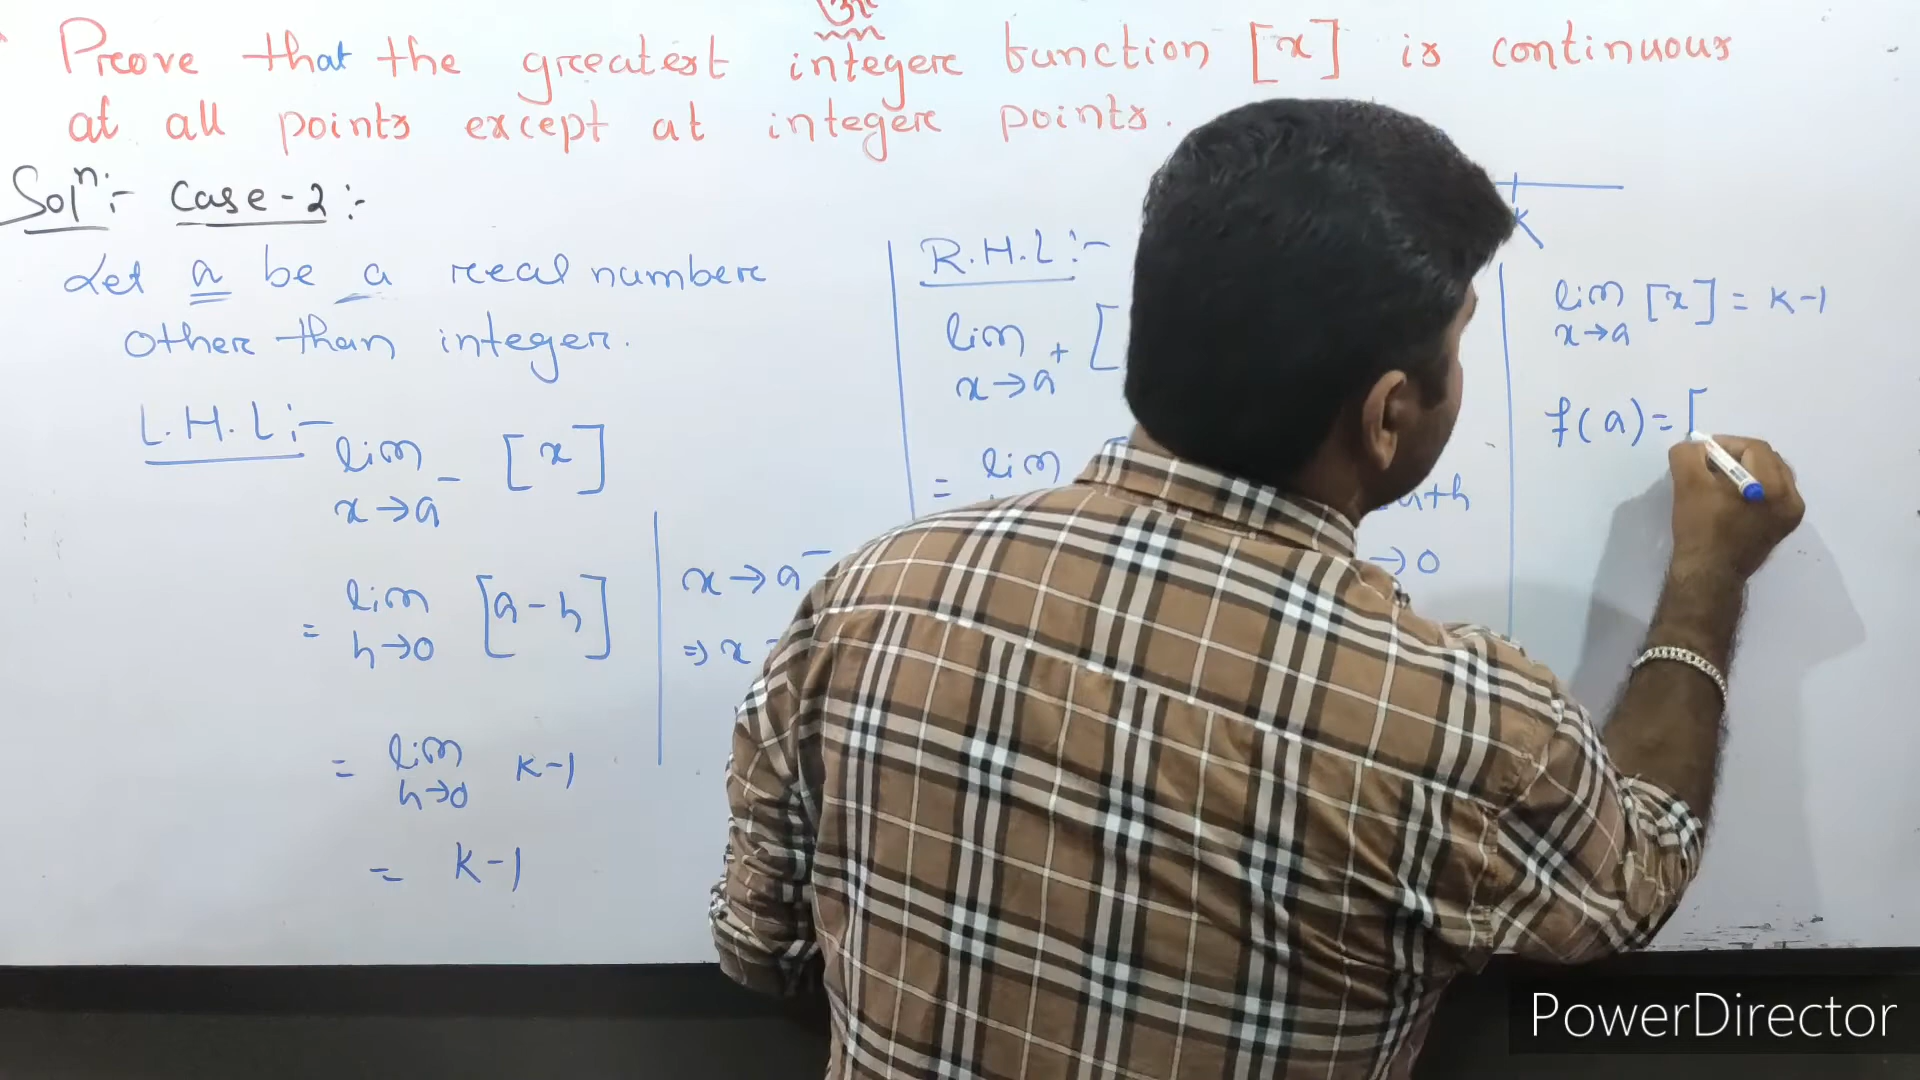 Prove that the greatest integer function [x] is continuous
at all points except at integer points.
Solⁿ:- Case-2:-
Let a be a real number
other than integer.
L.H.L:- lim [x]
x→a⁻
= lim [a-h]
h→0
= lim k-1
h→0
= k-1
x→a⁻
⇒ x
R.H.L:-
lim [
x→a⁺
= lim
a+h
→0
k
lim [x] = k-1
x→a
f(a) = [
PowerDirector